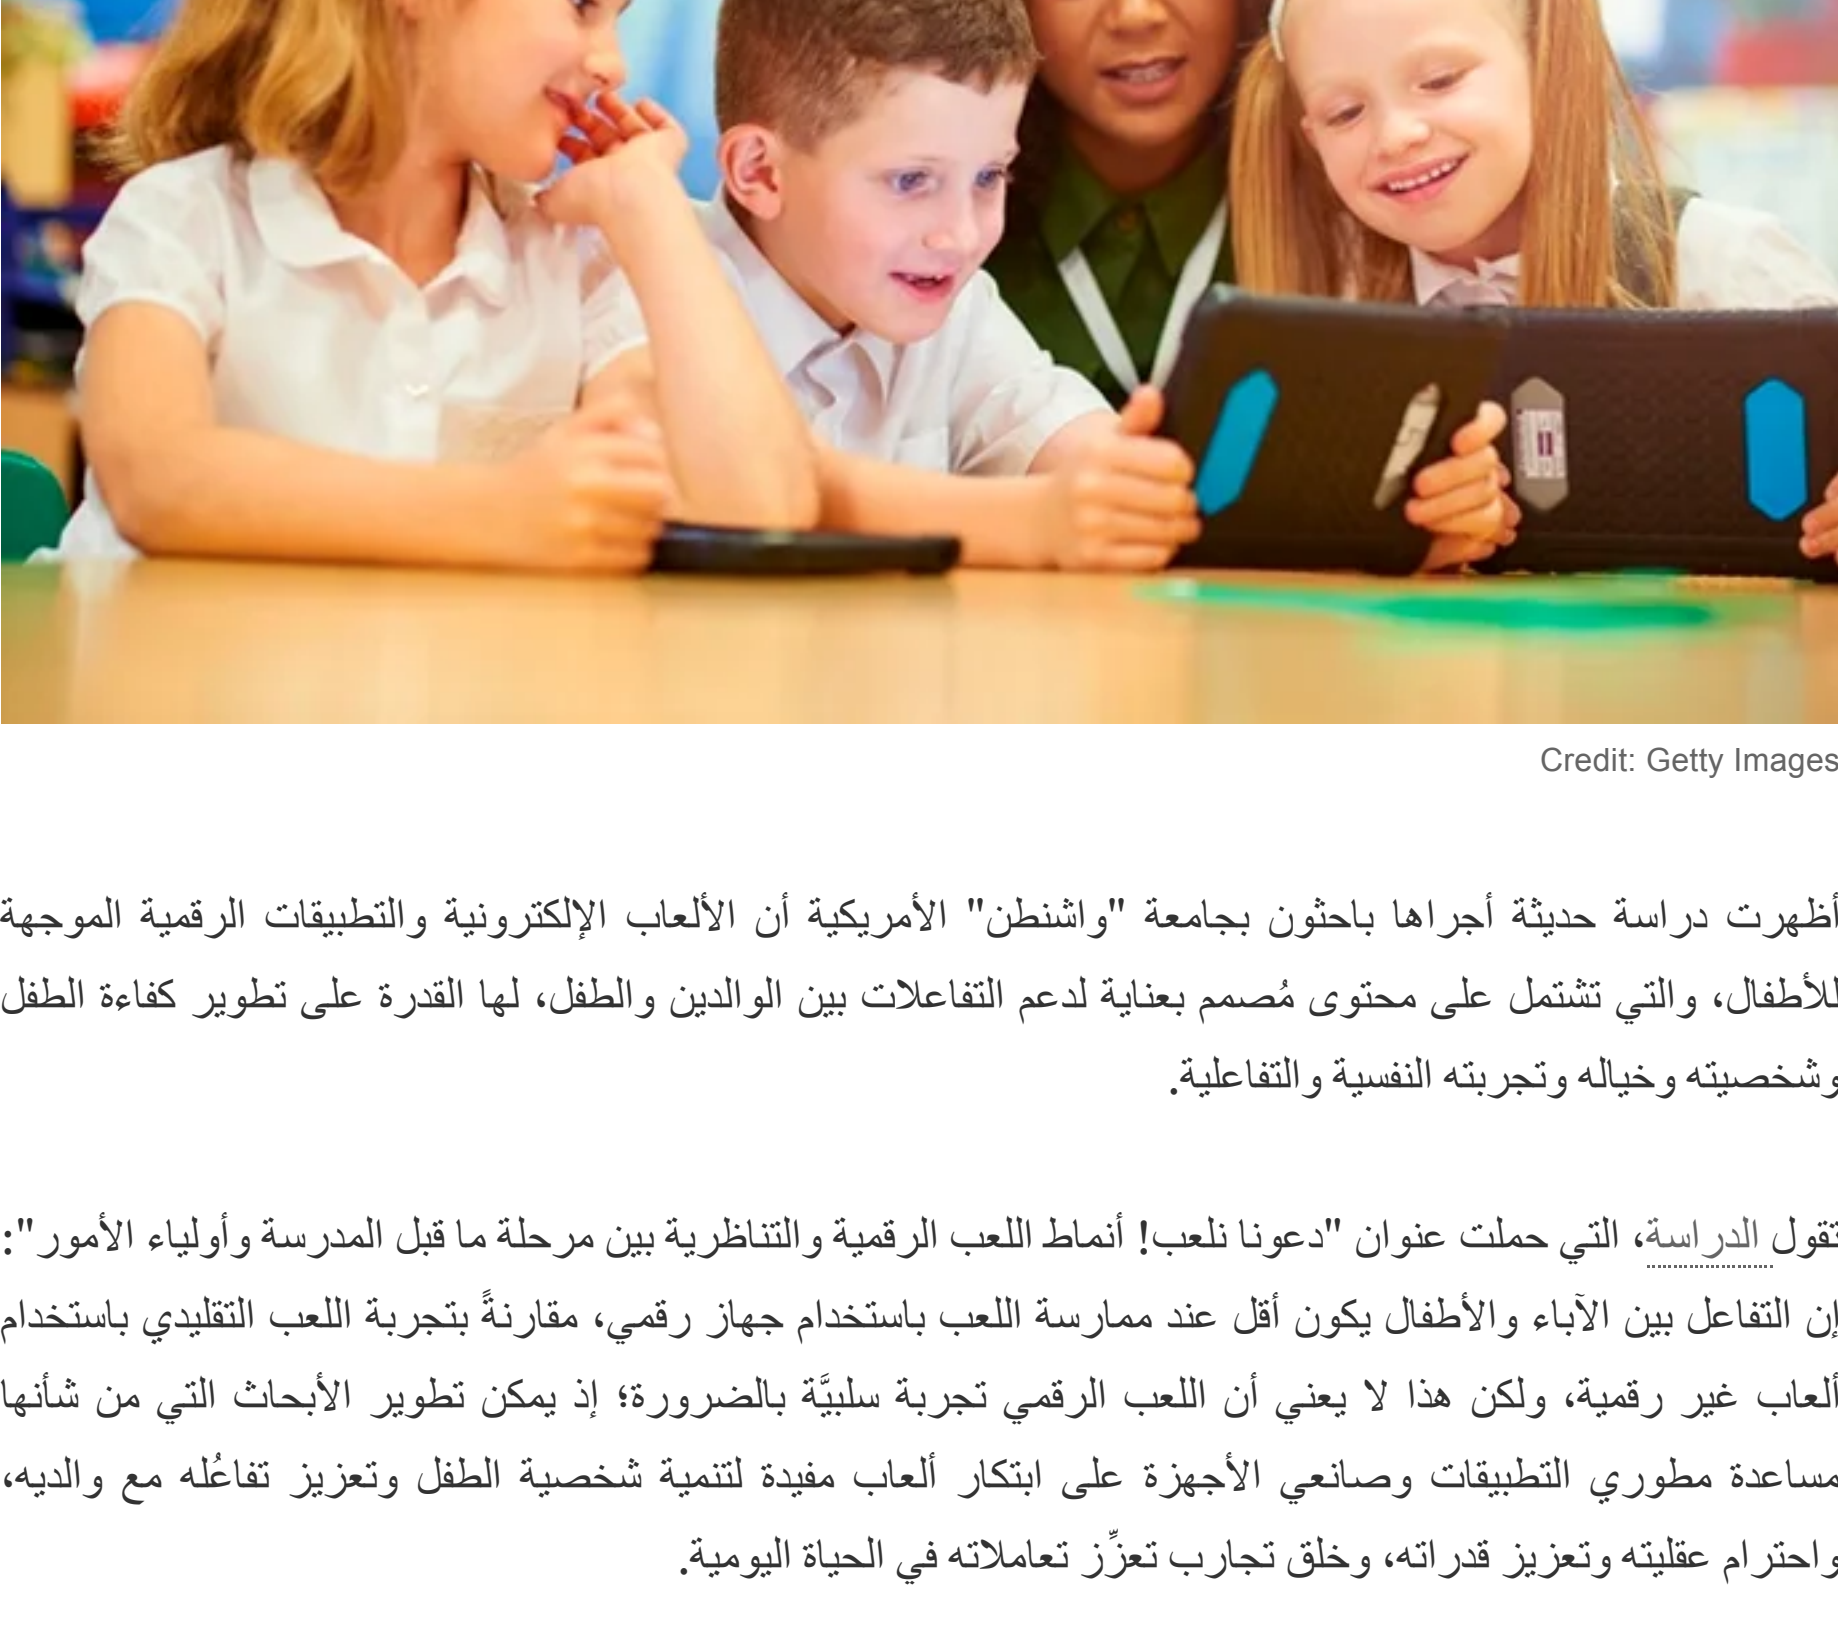 Credit: Getty Images
أظهرت دراسة حديثة أجراها باحثون بجامعة "واشنطن" الأمريكية أن الألعاب الإلكترونية والتطبيقات الرقمية الموجهة
للأطفال، والتي تشتمل على محتوى مُصمم بعناية لدعم التفاعلات بين الوالدين والطفل، لها القدرة على تطوير كفاءة الطفل
وشخصيته وخياله وتجربته النفسية والتفاعلية.
تقول الدراسة، التي حملت عنوان "دعونا نلعب! أنماط اللعب الرقمية والتناظرية بين مرحلة ما قبل المدرسة وأولياء الأمور":
إن التفاعل بين الآباء والأطفال يكون أقل عند ممارسة اللعب باستخدام جهاز رقمي، مقارنةً بتجربة اللعب التقليدي باستخدام
ألعاب غير رقمية، ولكن هذا لا يعني أن اللعب الرقمي تجربة سلبيَّة بالضرورة؛ إذ يمكن تطوير الأبحاث التي من شأنها
مساعدة مطوري التطبيقات وصانعي الأجهزة على ابتكار ألعاب مفيدة لتنمية شخصية الطفل وتعزيز تفاعُله مع والديه،
واحترام عقليته وتعزيز قدراته، وخلق تجارب تعزِّز تعاملاته في الحياة اليومية.